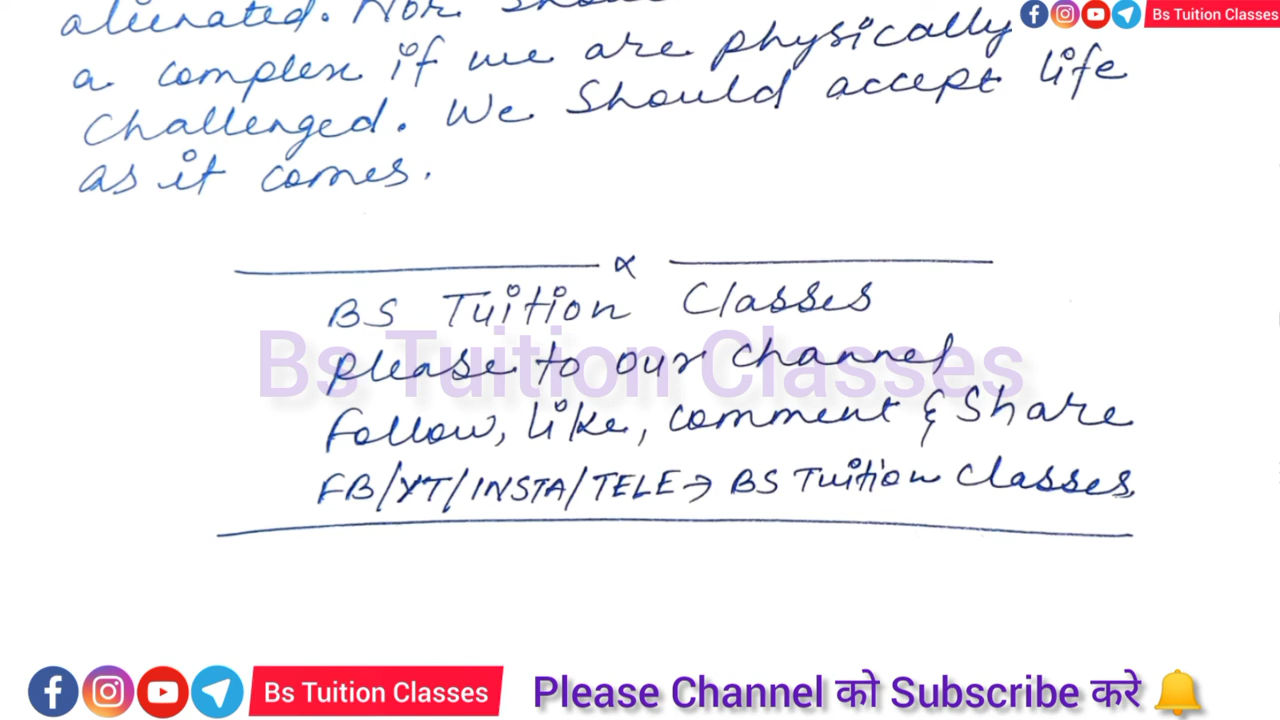 alienated. Nor
Bs Tuition Classes
a complex if we are physically
challenged. We Should accept life
as it comes.
∝
BS Tuition Classes
Bs Tuition Classes
please to our channel
Follow, like, comment & Share
FB/YT/INSTA/TELE→ BS Tuition Classes.
Bs Tuition Classes
Please Channel को Subscribe करे 🔔